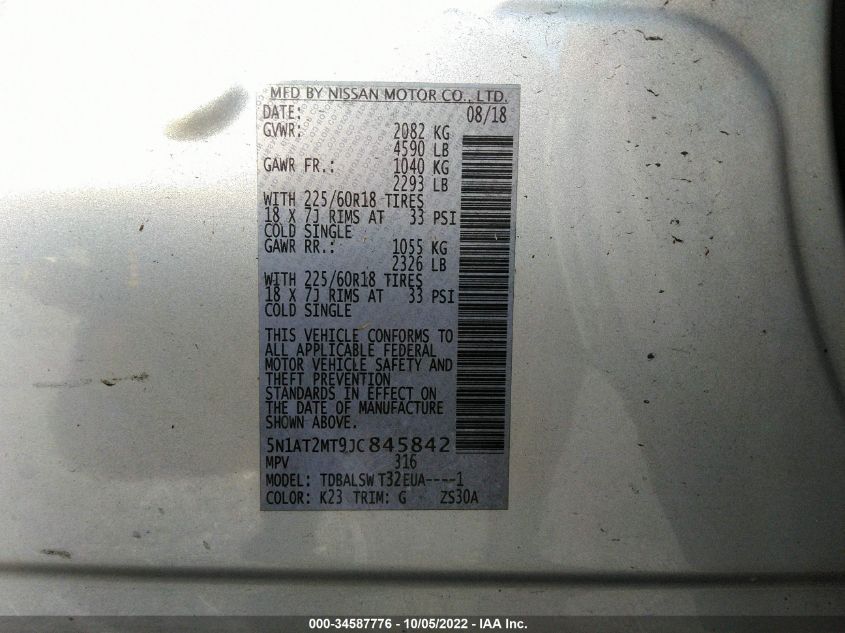 MFD BY NISSAN MOTOR CO., LTD.
DATE: 08/18
GVWR: 2082 KG
4590 LB
GAWR FR.: 1040 KG
2293 LB
WITH 225/60R18 TIRES
18 X 7J RIMS AT 33 PSI
COLD SINGLE
GAWR RR.: 1055 KG
2326 LB
WITH 225/60R18 TIRES
18 X 7J RIMS AT 33 PSI
COLD SINGLE
THIS VEHICLE CONFORMS TO
ALL APPLICABLE FEDERAL
MOTOR VEHICLE SAFETY AND
THEFT PREVENTION
STANDARDS IN EFFECT ON
THE DATE OF MANUFACTURE
SHOWN ABOVE.
5N1AT2MT9JC845842
MPV 316
MODEL: TDBALSW T32EUA----1
COLOR: K23 TRIM: G ZS30A
000-34587776 - 10/05/2022 - IAA Inc.